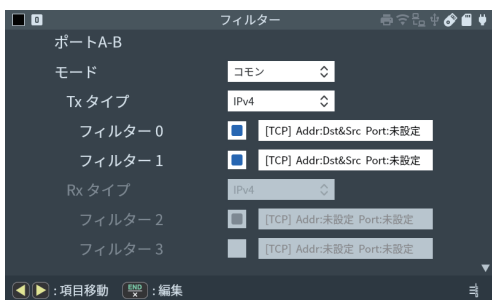 0 フィルター
ポートA-B
モード コモン
Tx タイプ IPv4
フィルター 0 [TCP] Addr:Dst&Src Port:未設定
フィルター 1 [TCP] Addr:Dst&Src Port:未設定
Rx タイプ IPv4
フィルター 2 [TCP] Addr:未設定 Port:未設定
フィルター 3 [TCP] Addr:未設定 Port:未設定
:項目移動 END × :編集